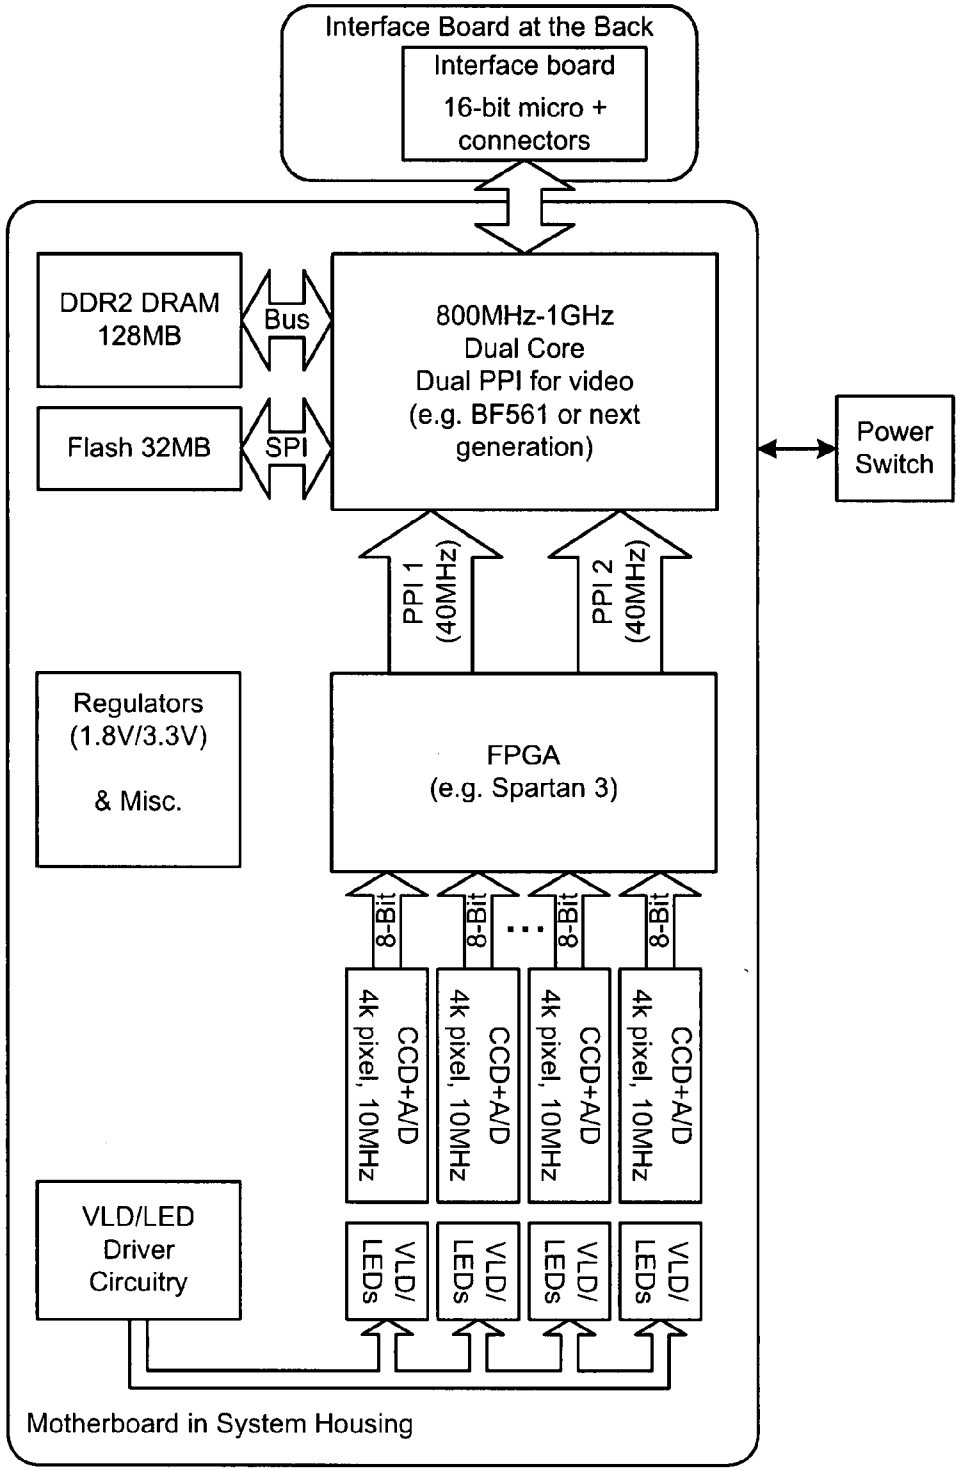 Interface Board at the Back
Interface board
16-bit micro +
connectors
DDR2 DRAM
128MB
Bus
800MHz-1GHz
Dual Core
Dual PPI for video
(e.g. BF561 or next
generation)
Flash 32MB
SPI
Power
Switch
PPI 1
(40MHz)
PPI 2
(40MHz)
Regulators
(1.8V/3.3V)
& Misc.
FPGA
(e.g. Spartan 3)
8-Bit
8-Bit
...
8-Bit
8-Bit
CCD+A/D
4k pixel, 10MHz
CCD+A/D
4k pixel, 10MHz
CCD+A/D
4k pixel, 10MHz
CCD+A/D
4k pixel, 10MHz
VLD/LED
Driver
Circuitry
VLD/
LEDs
VLD/
LEDs
VLD/
LEDs
VLD/
LEDs
Motherboard in System Housing